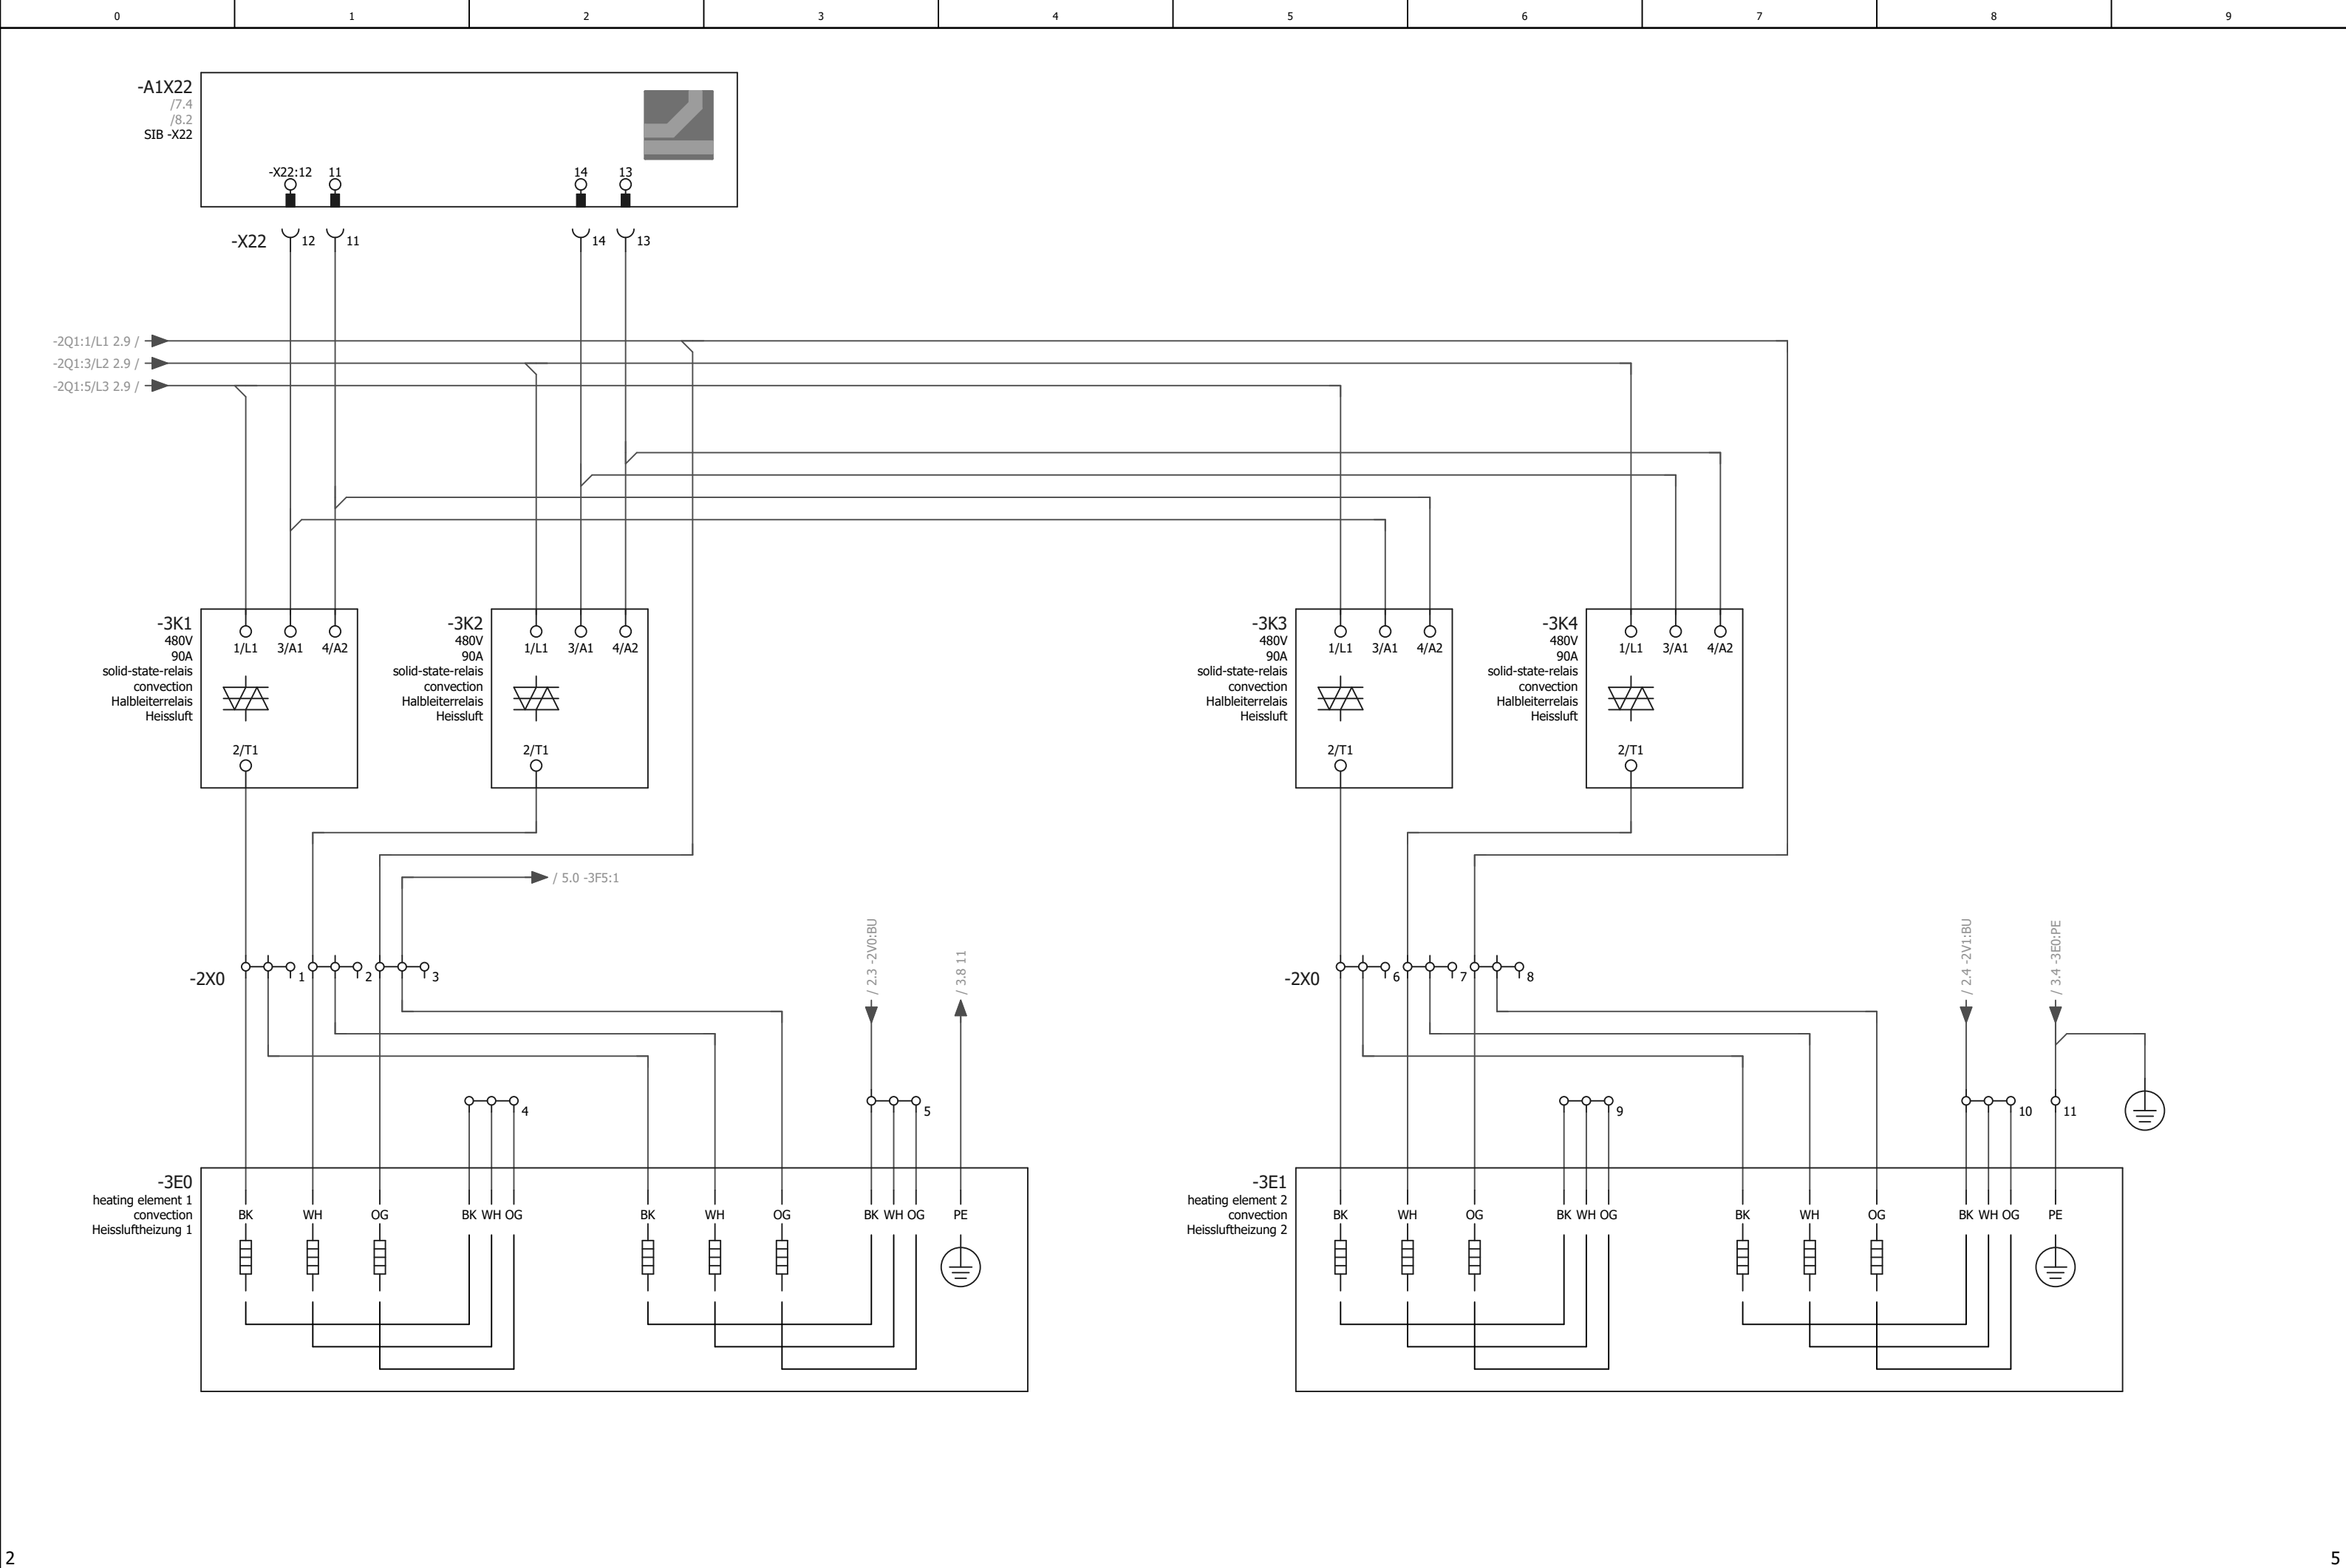 0 1 2 3 4 5 6 7 8 9
-A1X22
/7.4
/8.2
SIB -X22
-X22:12 11 14 13
-X22 12 11 14 13
-2Q1:1/L1 2.9 /
-2Q1:3/L2 2.9 /
-2Q1:5/L3 2.9 /
-3K1
480V
90A
solid-state-relais
convection
Halbleiterrelais
Heissluft
1/L1 3/A1 4/A2
2/T1
-3K2
480V
90A
solid-state-relais
convection
Halbleiterrelais
Heissluft
1/L1 3/A1 4/A2
2/T1
-3K3
480V
90A
solid-state-relais
convection
Halbleiterrelais
Heissluft
1/L1 3/A1 4/A2
2/T1
-3K4
480V
90A
solid-state-relais
convection
Halbleiterrelais
Heissluft
1/L1 3/A1 4/A2
2/T1
/ 5.0 -3F5:1
/ 2.3 -2V0:BU
/ 3.8 11
/ 2.4 -2V1:BU
/ 3.4 -3E0:PE
-2X0 1 2 3
-2X0 6 7 8
4 5
9 10 11
-3E0
heating element 1
convection
Heissluftheizung 1
BK WH OG BK WH OG BK WH OG BK WH OG PE
-3E1
heating element 2
convection
Heissluftheizung 2
BK WH OG BK WH OG BK WH OG BK WH OG PE
2 5